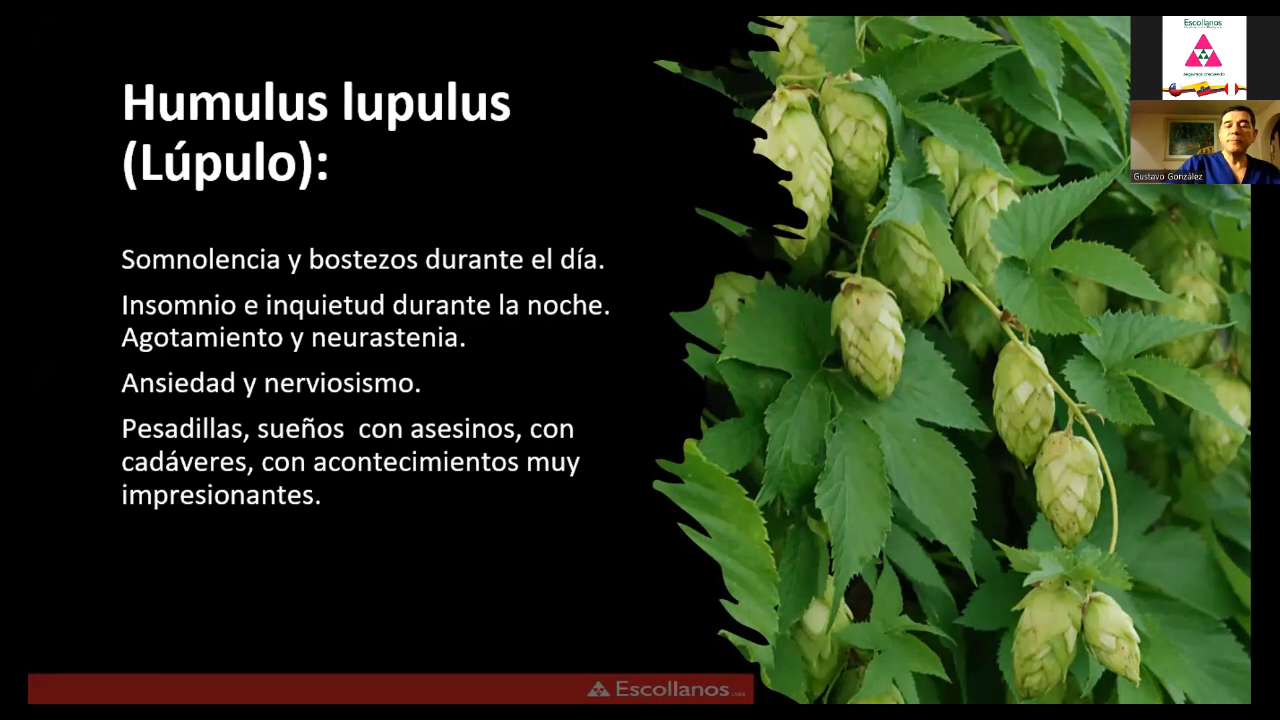 Humulus lupulus
(Lúpulo):
Somnolencia y bostezos durante el día.
Insomnio e inquietud durante la noche.
Agotamiento y neurastenia.
Ansiedad y nerviosismo.
Pesadillas, sueños con asesinos, con
cadáveres, con acontecimientos muy
impresionantes.
Escollanos
Escollanos
Gustavo González